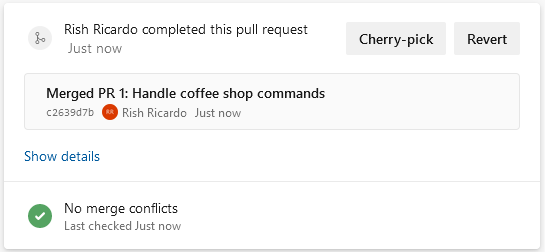 Rish Ricardo completed this pull request
Just now
Cherry-pick
Revert
Merged PR 1: Handle coffee shop commands
c2639d7b RR Rish Ricardo Just now
Show details
No merge conflicts
Last checked Just now